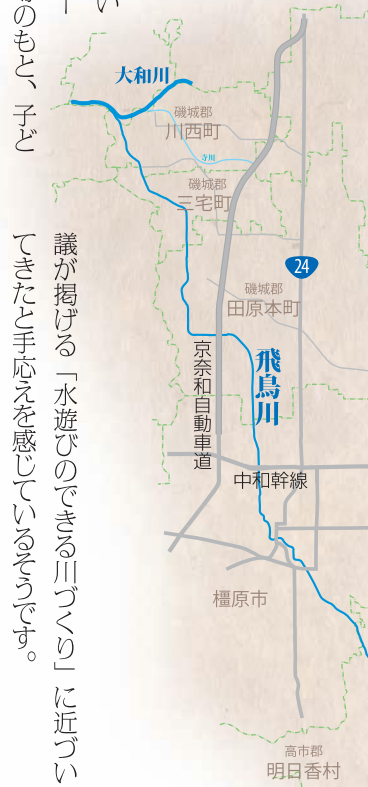 い
のもと、子ど
議が掲げる「水遊びのできる川づくり」に近づい
てきたと手応えを感じているそうです。
大和川
磯城郡
川西町
寺川
磯城郡
三宅町
24
磯城郡
田原本町
飛鳥川
京奈和自動車道
中和幹線
橿原市
高市郡
明日香村